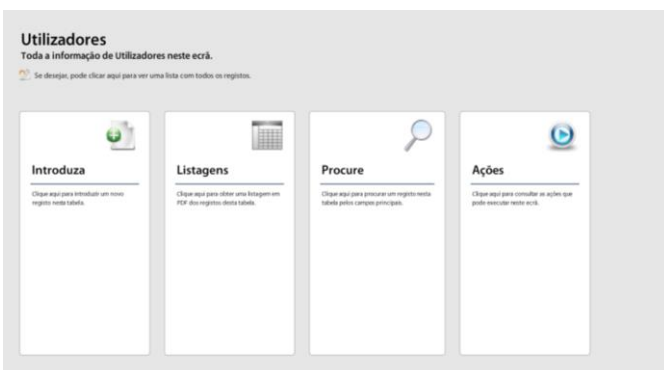 Utilizadores
Toda a informação de Utilizadores neste ecrã.
Se desejar, pode clicar aqui para ver uma lista com todos os registos.
Introduza
Clique aqui para introduzir um novo
registo nesta tabela.
Listagens
Clique aqui para obter uma listagem em
PDF dos registos desta tabela.
Procure
Clique aqui para procurar um registo nesta
tabela pelos campos principais.
Ações
Clique aqui para consultar as ações que
pode executar neste ecrã.